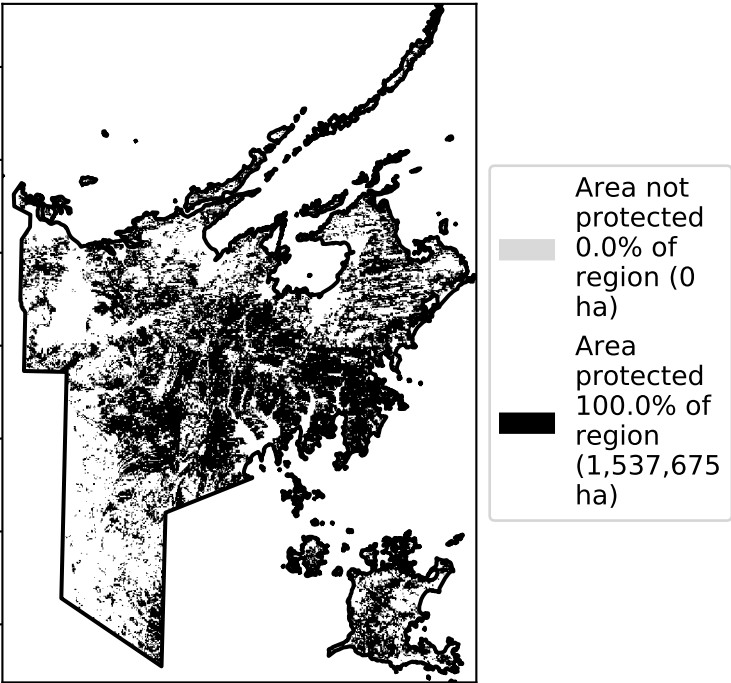 Area not
protected
0.0% of
region (0
ha)
Area
protected
100.0% of
region
(1,537,675
ha)